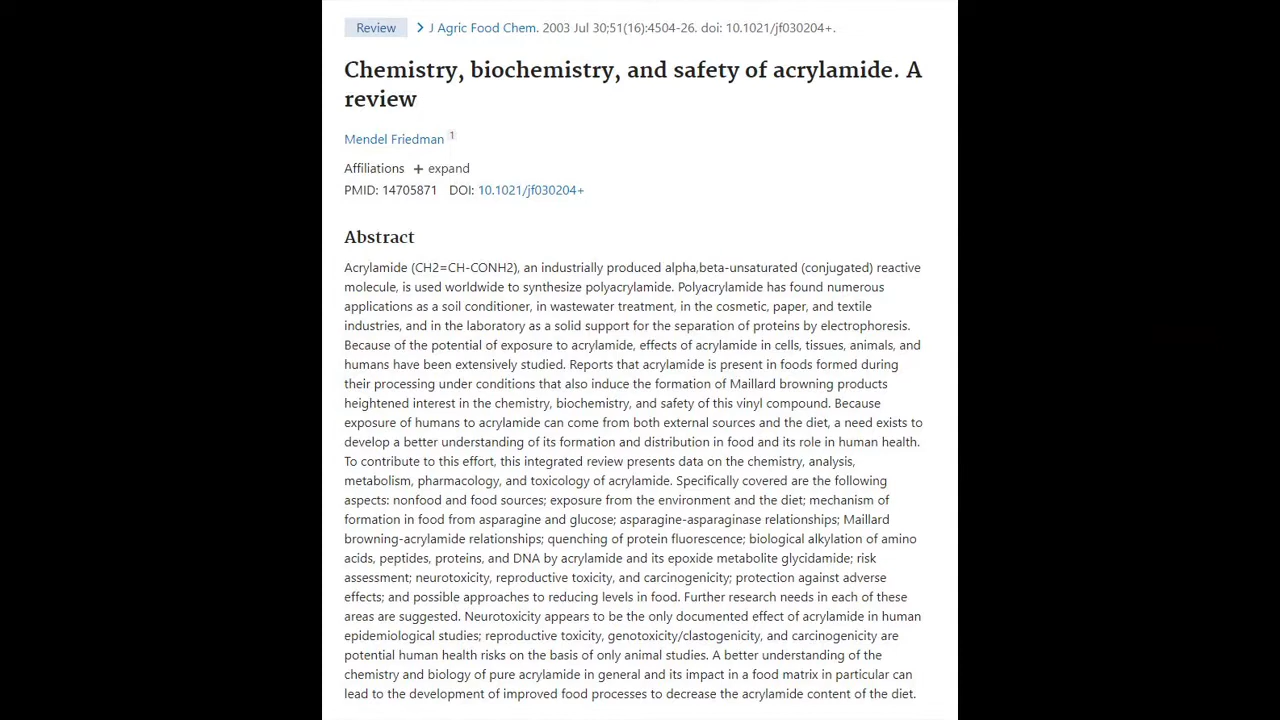 Review > J Agric Food Chem. 2003 Jul 30;51(16):4504-26. doi: 10.1021/jf030204+.
Chemistry, biochemistry, and safety of acrylamide. A
review
Mendel Friedman 1
Affiliations + expand
PMID: 14705871 DOI: 10.1021/jf030204+
Abstract
Acrylamide (CH2=CH-CONH2), an industrially produced alpha,beta-unsaturated (conjugated) reactive
molecule, is used worldwide to synthesize polyacrylamide. Polyacrylamide has found numerous
applications as a soil conditioner, in wastewater treatment, in the cosmetic, paper, and textile
industries, and in the laboratory as a solid support for the separation of proteins by electrophoresis.
Because of the potential of exposure to acrylamide, effects of acrylamide in cells, tissues, animals, and
humans have been extensively studied. Reports that acrylamide is present in foods formed during
their processing under conditions that also induce the formation of Maillard browning products
heightened interest in the chemistry, biochemistry, and safety of this vinyl compound. Because
exposure of humans to acrylamide can come from both external sources and the diet, a need exists to
develop a better understanding of its formation and distribution in food and its role in human health.
To contribute to this effort, this integrated review presents data on the chemistry, analysis,
metabolism, pharmacology, and toxicology of acrylamide. Specifically covered are the following
aspects: nonfood and food sources; exposure from the environment and the diet; mechanism of
formation in food from asparagine and glucose; asparagine-asparaginase relationships; Maillard
browning-acrylamide relationships; quenching of protein fluorescence; biological alkylation of amino
acids, peptides, proteins, and DNA by acrylamide and its epoxide metabolite glycidamide; risk
assessment; neurotoxicity, reproductive toxicity, and carcinogenicity; protection against adverse
effects; and possible approaches to reducing levels in food. Further research needs in each of these
areas are suggested. Neurotoxicity appears to be the only documented effect of acrylamide in human
epidemiological studies; reproductive toxicity, genotoxicity/clastogenicity, and carcinogenicity are
potential human health risks on the basis of only animal studies. A better understanding of the
chemistry and biology of pure acrylamide in general and its impact in a food matrix in particular can
lead to the development of improved food processes to decrease the acrylamide content of the diet.